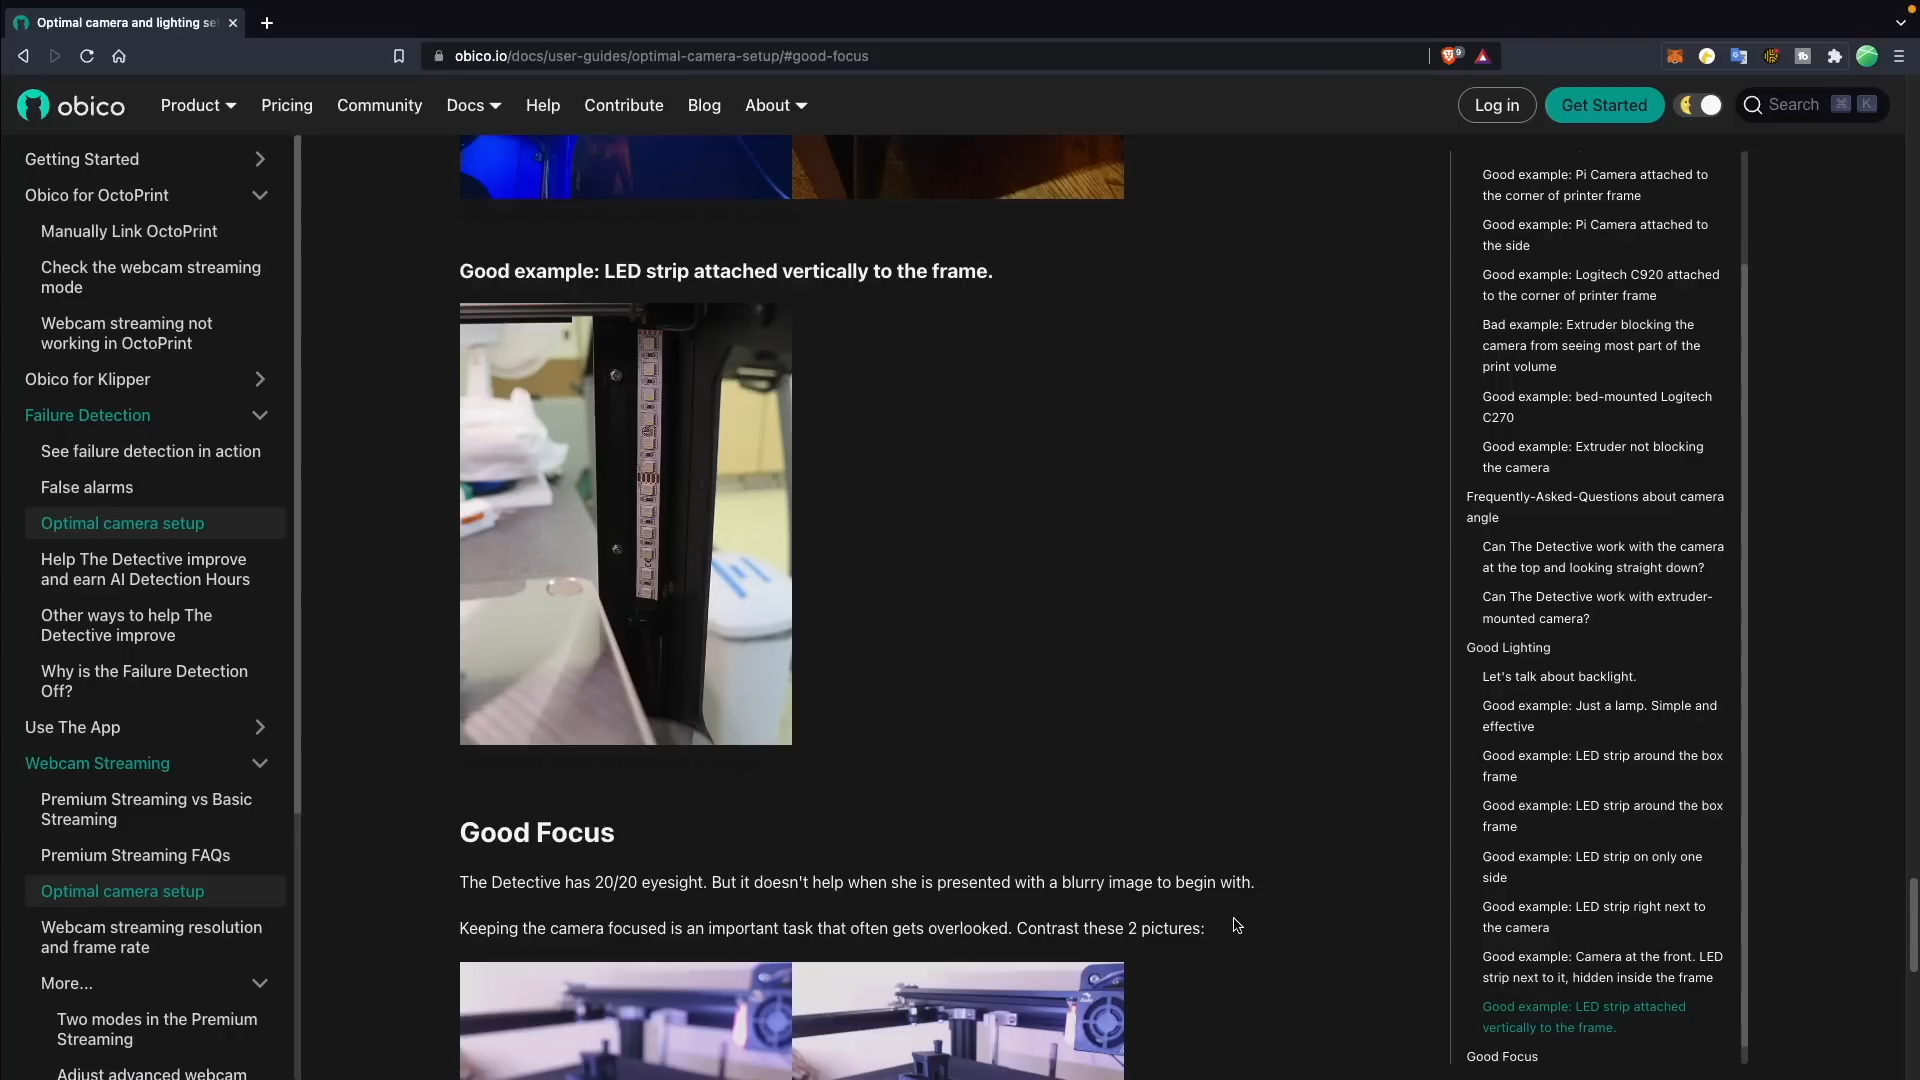 Optimal camera and lighting se
obico.io/docs/user-guides/optimal-camera-setup/#good-focus
9
obico
Product
Pricing
Community
Docs
Help
Contribute
Blog
About
Log in
Get Started
Search
⌘ K
Getting Started
Obico for OctoPrint
Manually Link OctoPrint
Check the webcam streaming
mode
Webcam streaming not
working in OctoPrint
Obico for Klipper
Failure Detection
See failure detection in action
False alarms
Optimal camera setup
Help The Detective improve
and earn AI Detection Hours
Other ways to help The
Detective improve
Why is the Failure Detection
Off?
Use The App
Webcam Streaming
Premium Streaming vs Basic
Streaming
Premium Streaming FAQs
Optimal camera setup
Webcam streaming resolution
and frame rate
More...
Two modes in the Premium
Streaming
Adjust advanced webcam
Good example: LED strip attached vertically to the frame.
Good Focus
The Detective has 20/20 eyesight. But it doesn't help when she is presented with a blurry image to begin with.
Keeping the camera focused is an important task that often gets overlooked. Contrast these 2 pictures:
Good example: Pi Camera attached to
the corner of printer frame
Good example: Pi Camera attached to
the side
Good example: Logitech C920 attached
to the corner of printer frame
Bad example: Extruder blocking the
camera from seeing most part of the
print volume
Good example: bed-mounted Logitech
C270
Good example: Extruder not blocking
the camera
Frequently-Asked-Questions about camera
angle
Can The Detective work with the camera
at the top and looking straight down?
Can The Detective work with extruder-
mounted camera?
Good Lighting
Let's talk about backlight.
Good example: Just a lamp. Simple and
effective
Good example: LED strip around the box
frame
Good example: LED strip around the box
frame
Good example: LED strip on only one
side
Good example: LED strip right next to
the camera
Good example: Camera at the front. LED
strip next to it, hidden inside the frame
Good example: LED strip attached
vertically to the frame.
Good Focus